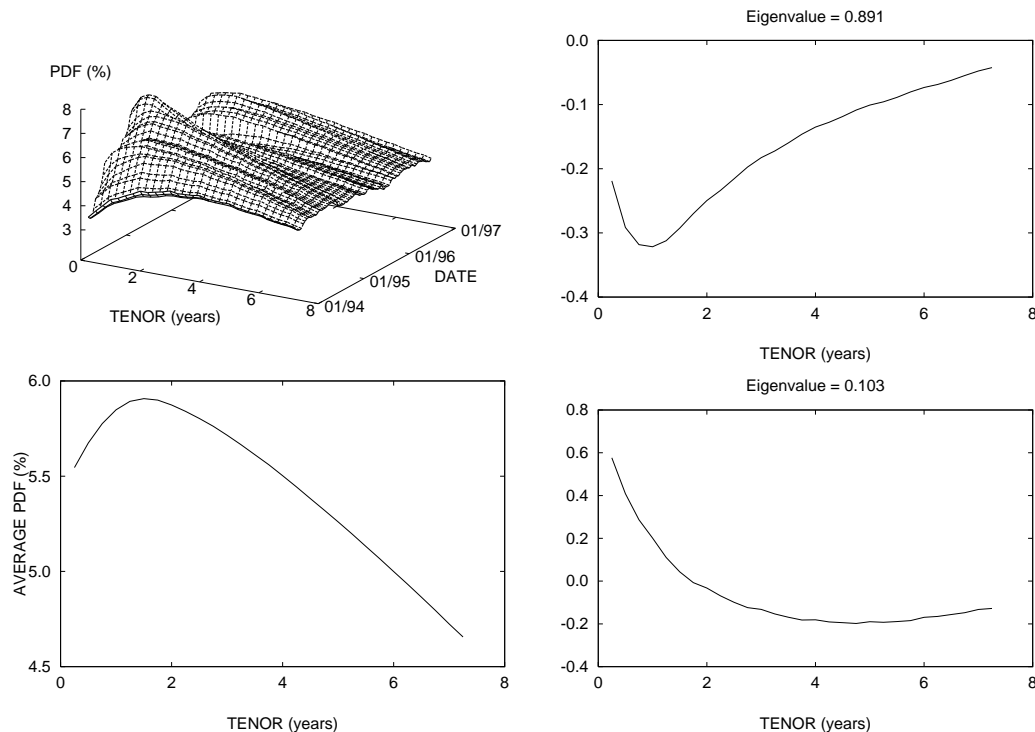 PDF (%)
8
7
6
5
4
3
0
2
4
6
8
TENOR (years)
01/94
01/95
01/96
01/97
DATE
Eigenvalue = 0.891
0.0
-0.1
-0.2
-0.3
-0.4
0 2 4 6 8
TENOR (years)
AVERAGE PDF (%)
6.0
5.5
5.0
4.5
0 2 4 6 8
TENOR (years)
Eigenvalue = 0.103
0.8
0.6
0.4
0.2
0.0
-0.2
-0.4
0 2 4 6 8
TENOR (years)